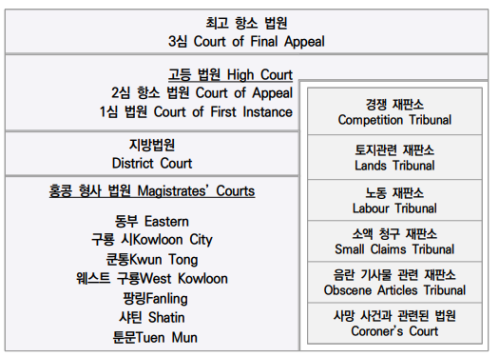 최고 항소 법원
3심 Court of Final Appeal
고등 법원 High Court
2심 항소 법원 Court of Appeal
1심 법원 Court of First Instance
지방법원
District Court
홍콩 형사 법원 Magistrates' Courts
동부 Eastern
구룡 시Kowloon City
쿤통Kwun Tong
웨스트 구룡West Kowloon
팡링Fanling
샤틴 Shatin
툰문Tuen Mun
경쟁 재판소
Competition Tribunal
토지관련 재판소
Lands Tribunal
노동 재판소
Labour Tribunal
소액 청구 재판소
Small Claims Tribunal
음란 기사물 관련 재판소
Obscene Articles Tribunal
사망 사건과 관련된 법원
Coroner's Court